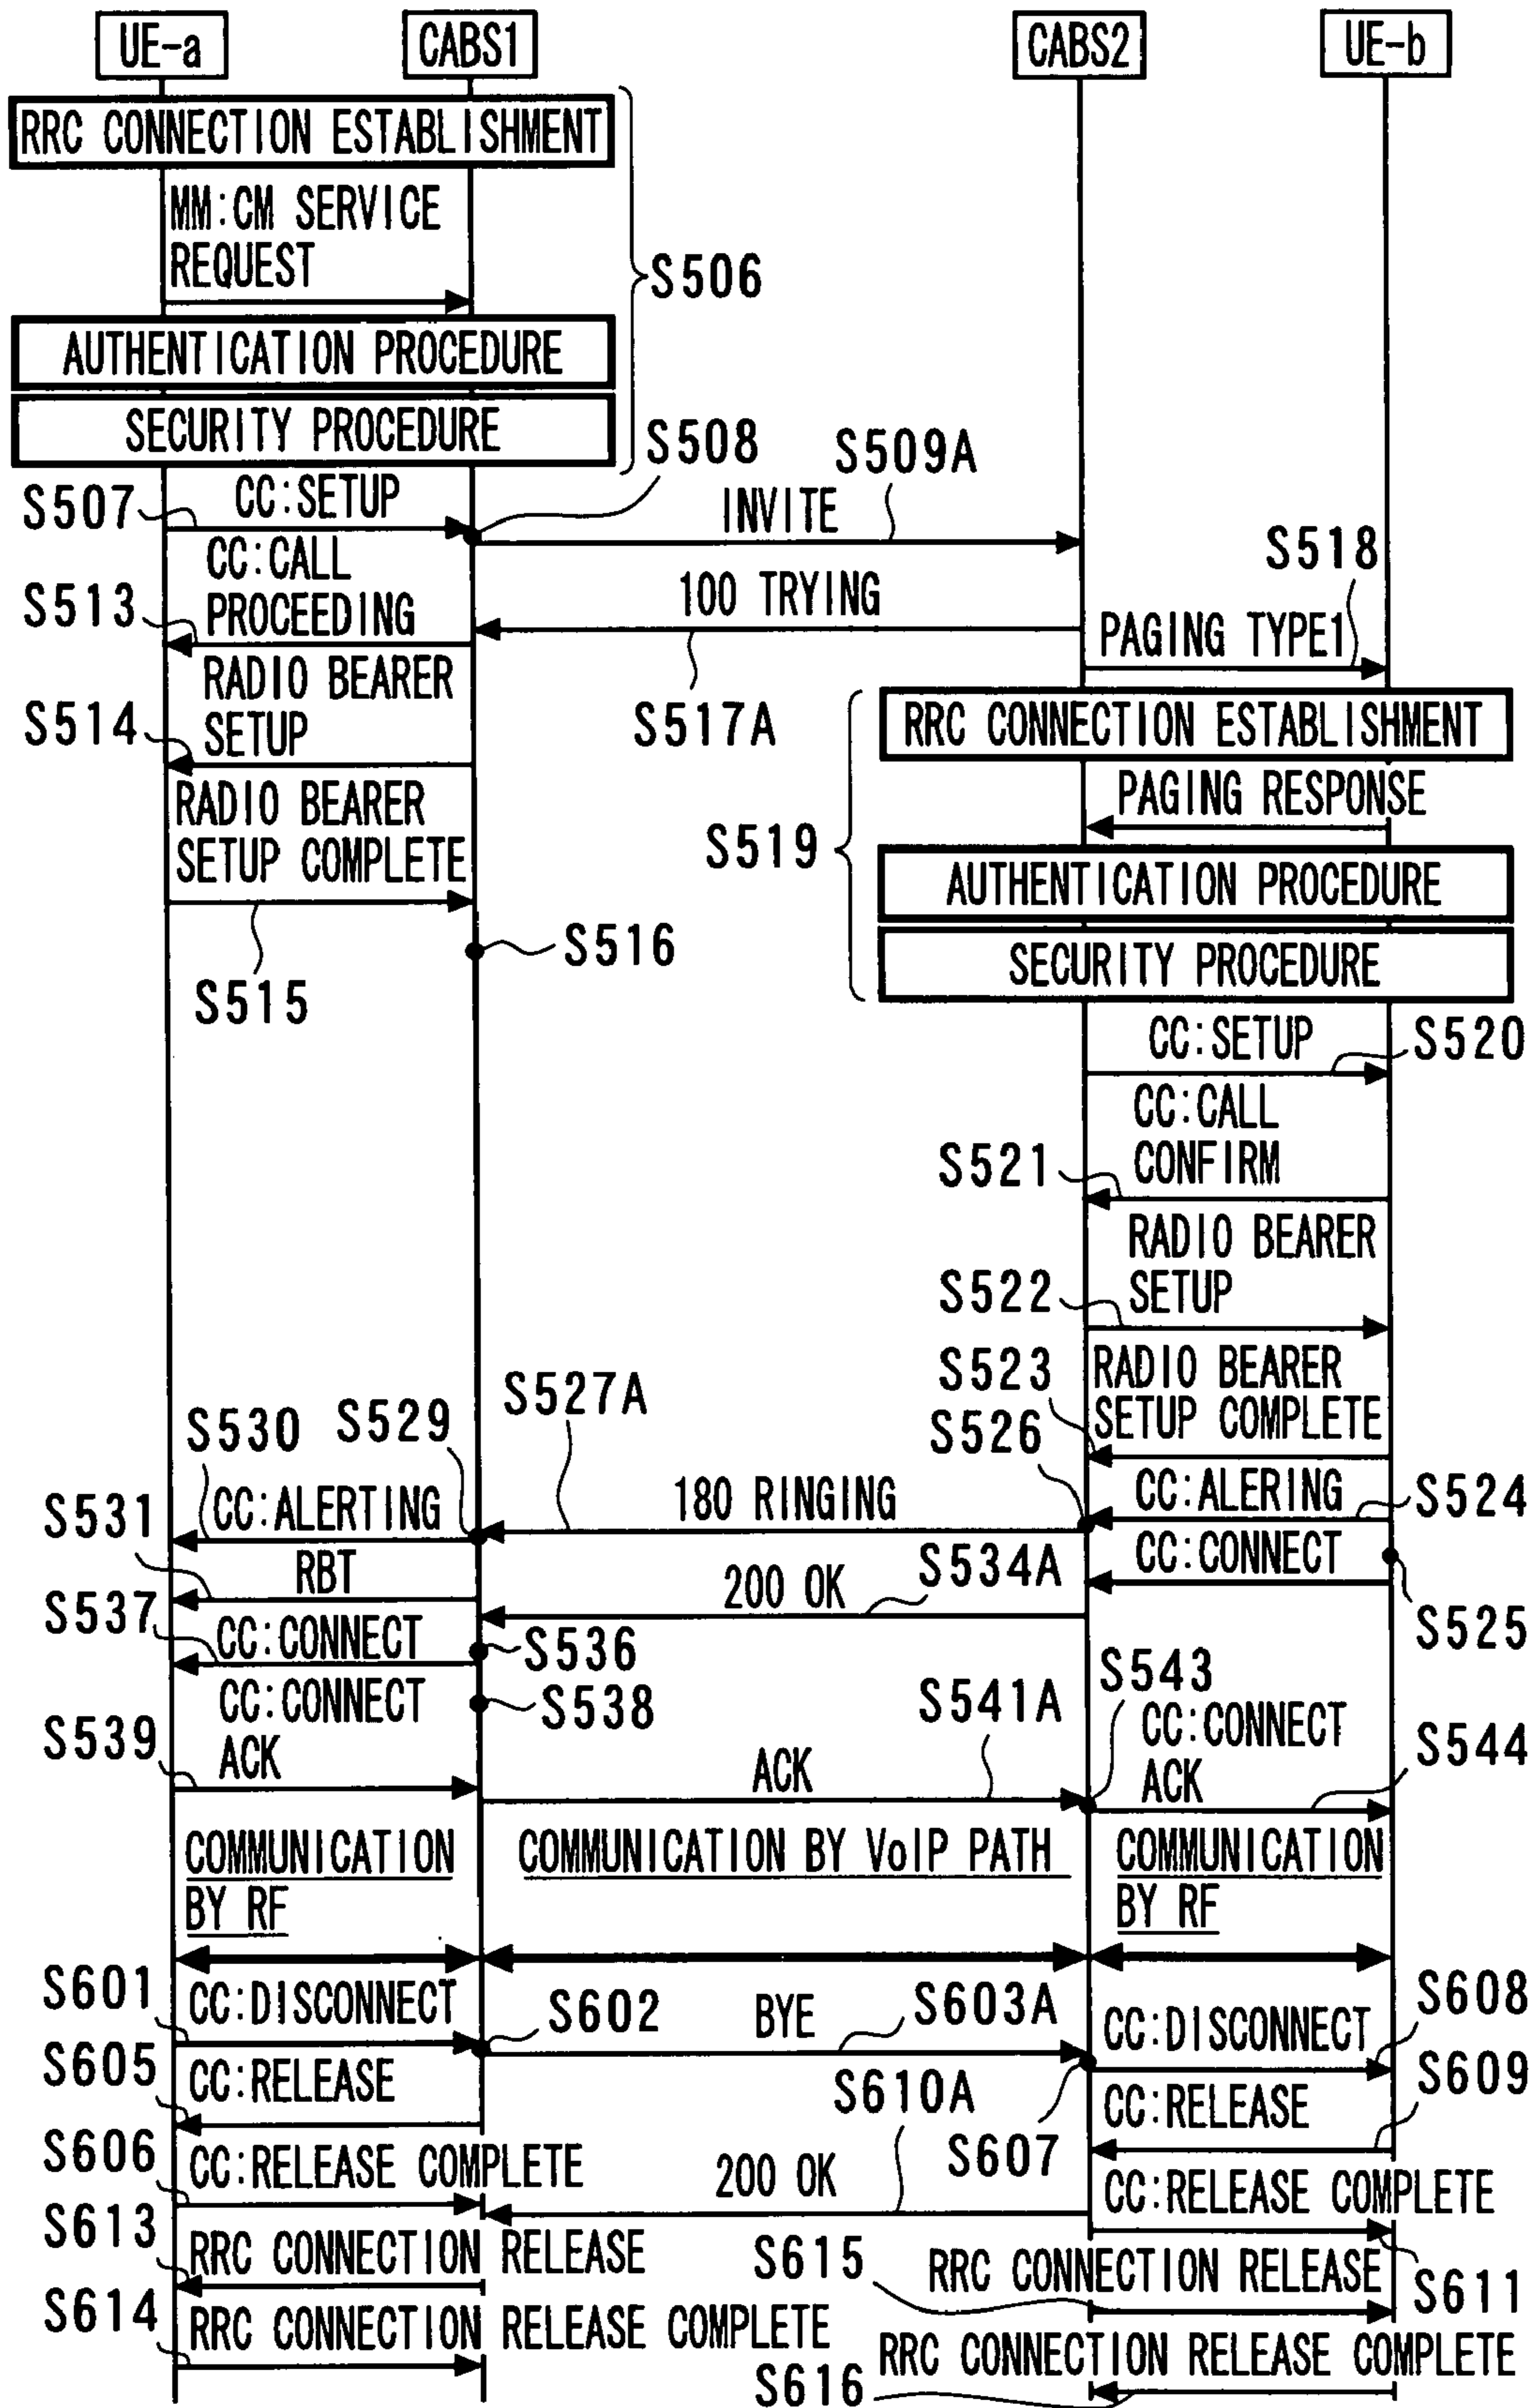 UE-a
CABS1
CABS2
UE-b
RRC CONNECTION ESTABLISHMENT
MM:CM SERVICE
REQUEST
S506
AUTHENTICATION PROCEDURE
SECURITY PROCEDURE
S508
S509A
S507
CC:SETUP
INVITE
S518
CC:CALL
PROCEEDING
S513
100 TRYING
PAGING TYPE1
RADIO BEARER
SETUP
S514
S517A
RRC CONNECTION ESTABLISHMENT
RADIO BEARER
SETUP COMPLETE
PAGING RESPONSE
S519
AUTHENTICATION PROCEDURE
S516
SECURITY PROCEDURE
S515
CC:SETUP
S520
CC:CALL
CONFIRM
S521
RADIO BEARER
SETUP
S522
S523
RADIO BEARER
SETUP COMPLETE
S527A
S529
S530
S526
CC:ALERTING
180 RINGING
CC:ALERING
S524
S531
RBT
200 OK
S534A
CC:CONNECT
S525
S537
CC:CONNECT
S536
S543
CC:CONNECT
ACK
S538
S541A
CC:CONNECT
ACK
S544
S539
ACK
COMMUNICATION
BY RF
COMMUNICATION BY VoIP PATH
COMMUNICATION
BY RF
S601
CC:DISCONNECT
S602
BYE
S603A
CC:DISCONNECT
S608
S605
CC:RELEASE
S610A
CC:RELEASE
S609
S606
CC:RELEASE COMPLETE
200 OK
S607
CC:RELEASE COMPLETE
S613
RRC CONNECTION RELEASE
S615
RRC CONNECTION RELEASE
S611
S614
RRC CONNECTION RELEASE COMPLETE
RRC CONNECTION RELEASE COMPLETE
S616